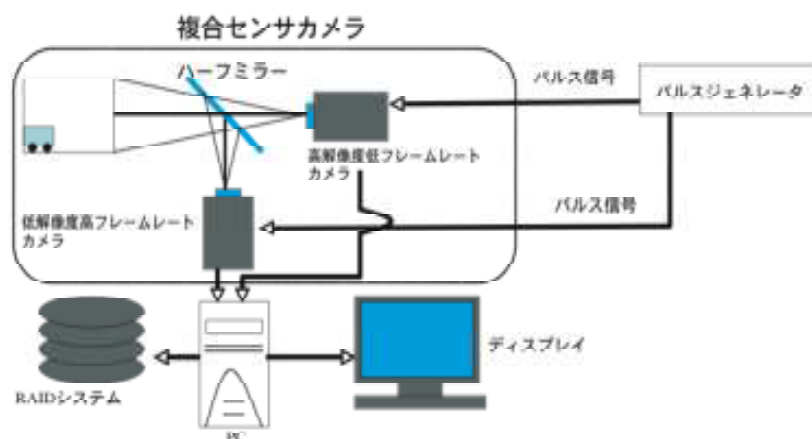 複合センサカメラ
ハーフミラー
パルス信号
パルスジェネレータ
高解像度低フレームレート
カメラ
低解像度高フレームレート
カメラ
パルス信号
ディスプレイ
RAIDシステム
PC